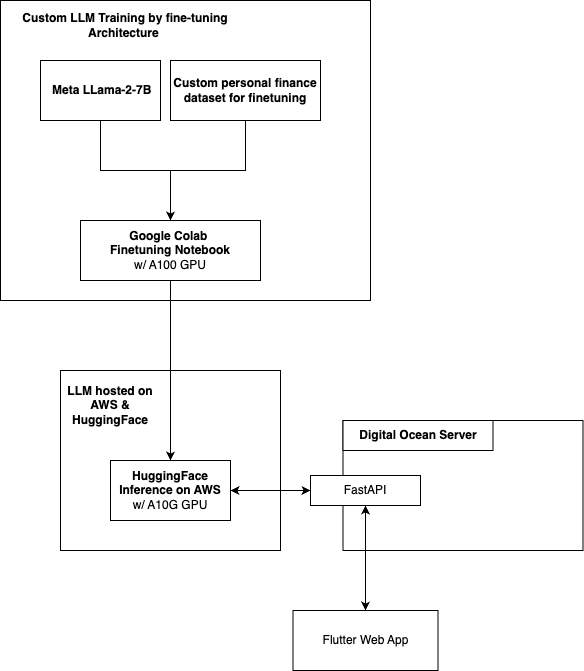 Custom LLM Training by fine-tuning
Architecture
Meta LLama-2-7B
Custom personal finance
dataset for finetuning
Google Colab
Finetuning Notebook
w/ A100 GPU
LLM hosted on
AWS &
HuggingFace
HuggingFace
Inference on AWS
w/ A10G GPU
Digital Ocean Server
FastAPI
Flutter Web App